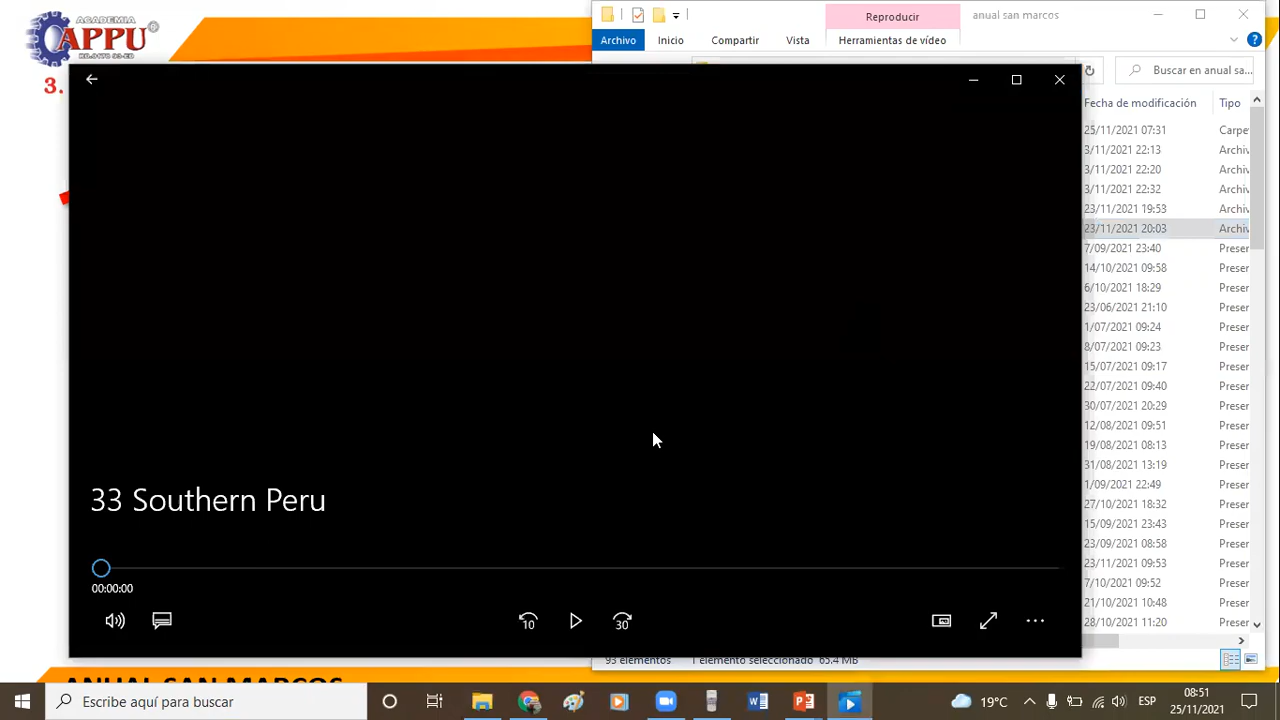 ACADEMIA
APPU
®
3.
Reproducir
anual san marcos
Archivo
Inicio
Compartir
Vista
Herramientas de vídeo
?
Buscar en anual sa...
Fecha de modificación
Tipo
25/11/2021 07:31 Carpe
3/11/2021 22:13 Archiv
3/11/2021 22:20 Archiv
3/11/2021 22:32 Archiv
23/11/2021 19:53 Archiv
23/11/2021 20:03 Archiv
7/09/2021 23:40 Preser
14/10/2021 09:58 Preser
6/10/2021 18:29 Preser
23/06/2021 21:10 Preser
1/07/2021 09:24 Preser
8/07/2021 09:23 Preser
15/07/2021 09:17 Preser
22/07/2021 09:40 Preser
30/07/2021 20:29 Preser
12/08/2021 09:51 Preser
19/08/2021 08:13 Preser
31/08/2021 13:19 Preser
1/09/2021 22:49 Preser
27/10/2021 18:32 Preser
15/09/2021 23:43 Preser
23/09/2021 08:58 Preser
23/11/2021 09:53 Preser
7/10/2021 09:52 Preser
21/10/2021 10:48 Preser
28/10/2021 11:20 Preser
33 Southern Peru
00:00:00
10
30
93 elementos
1 elemento seleccionado 65.4 MB
ANUAL SAN MARCOS
Escribe aquí para buscar
19°C
ESP
08:51
25/11/2021